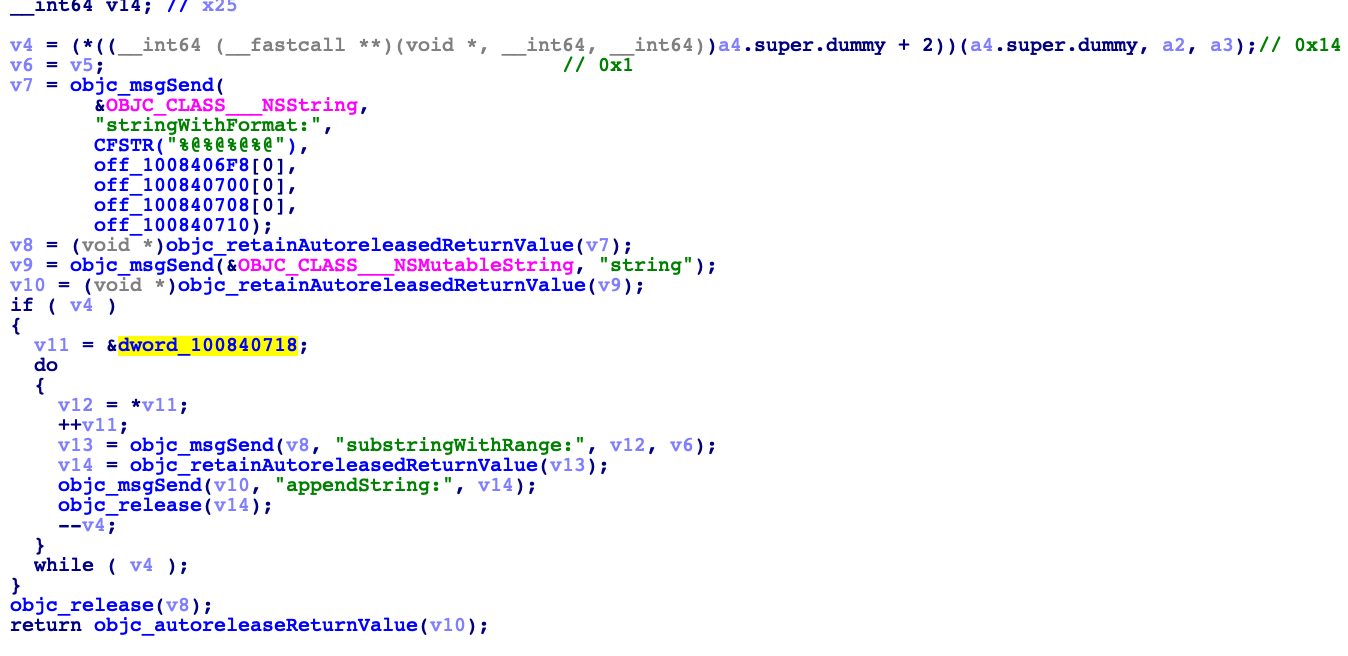 __int64 v14; // x25
v4 = (*((__int64 (__fastcall **)(void *, __int64, __int64))a4.super.dummy + 2))(a4.super.dummy, a2, a3);// 0x14
v6 = v5; // 0x1
v7 = objc_msgSend(
&OBJC_CLASS___NSString,
"stringWithFormat:",
CFSTR("%@%@%@%@"),
off_1008406F8[0],
off_100840700[0],
off_100840708[0],
off_100840710);
v8 = (void *)objc_retainAutoreleasedReturnValue(v7);
v9 = objc_msgSend(&OBJC_CLASS___NSMutableString, "string");
v10 = (void *)objc_retainAutoreleasedReturnValue(v9);
if ( v4 )
{
v11 = &dword_100840718;
do
{
v12 = *v11;
++v11;
v13 = objc_msgSend(v8, "substringWithRange:", v12, v6);
v14 = objc_retainAutoreleasedReturnValue(v13);
objc_msgSend(v10, "appendString:", v14);
objc_release(v14);
--v4;
}
while ( v4 );
}
objc_release(v8);
return objc_autoreleaseReturnValue(v10);